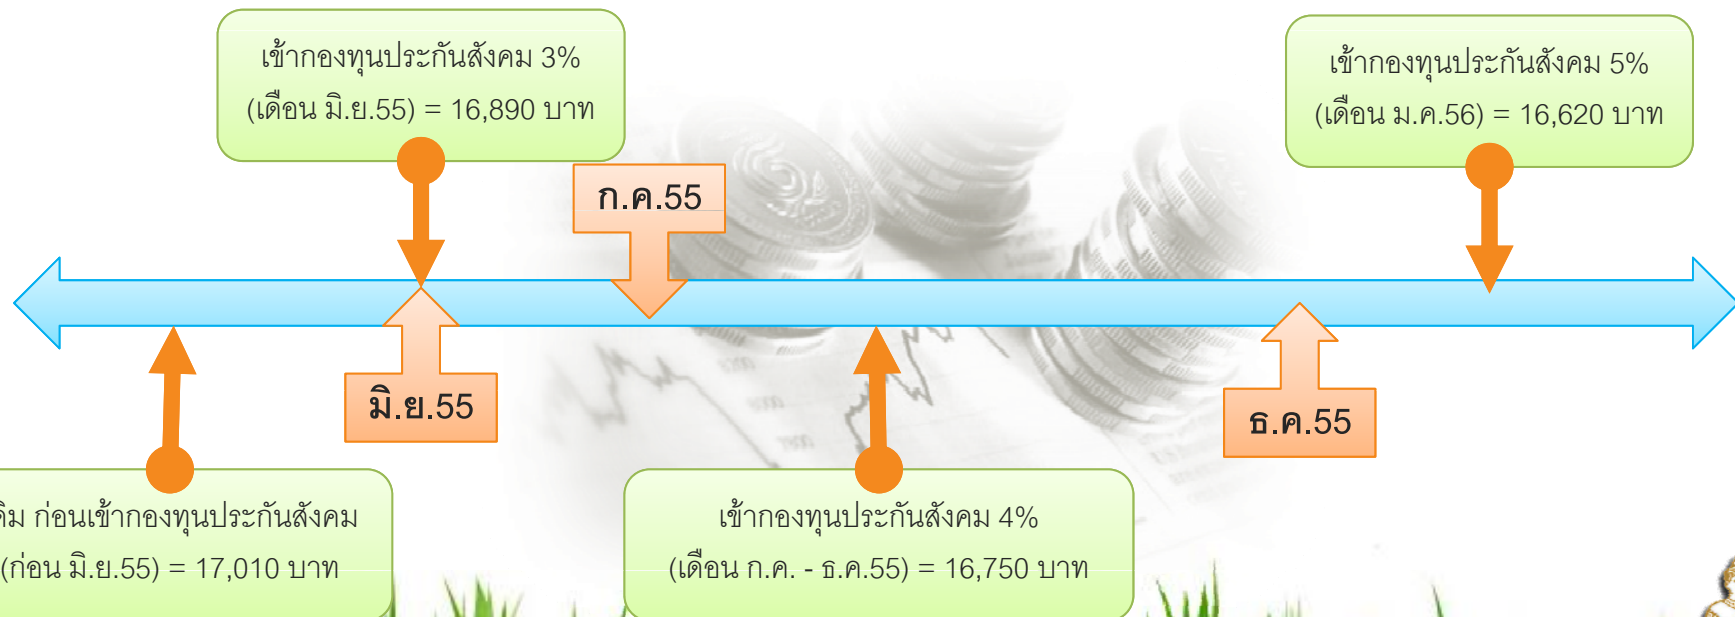 เข้ากองทุนประกันสังคม 3%
(เดือน มิ.ย.55) = 16,890 บาท
เข้ากองทุนประกันสังคม 5%
(เดือน ม.ค.56) = 16,620 บาท
ก.ค.55
มิ.ย.55
ธ.ค.55
ก่อนเข้ากองทุนประกันสังคม
(ก่อน มิ.ย.55) = 17,010 บาท
เข้ากองทุนประกันสังคม 4%
(เดือน ก.ค. - ธ.ค.55) = 16,750 บาท